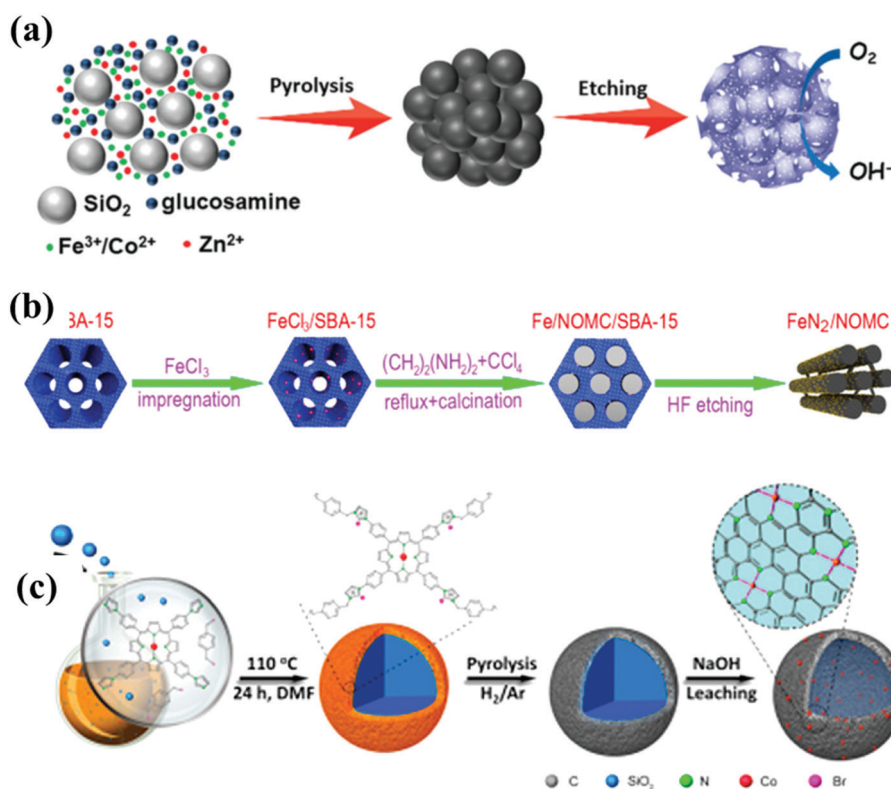 (a)
Pyrolysis
Etching
O₂
OH⁻
SiO₂ glucosamine
Fe³⁺/Co²⁺ Zn²⁺
(b)
BA-15
FeCl₃/SBA-15
Fe/NOMC/SBA-15
FeN₂/NOMC
FeCl₃
impregnation
(CH₂)₂(NH₂)₂+CCl₄
reflux+calcination
HF etching
(c)
110 °C
24 h, DMF
Pyrolysis
H₂/Ar
NaOH
Leaching
C SiO₂ N Co Br